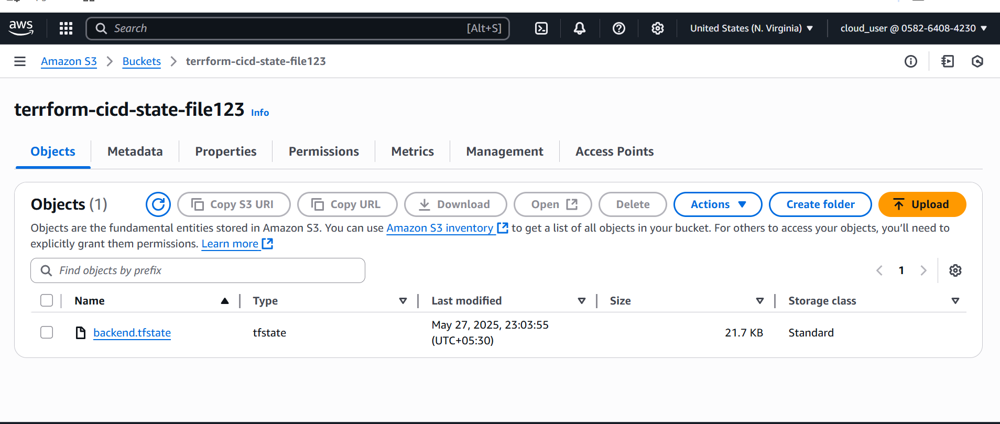 aws
Search [Alt+S]
United States (N. Virginia)
cloud_user @ 0582-6408-4230
Amazon S3
Buckets
terrform-cicd-state-file123
terrform-cicd-state-file123 Info
Objects
Metadata
Properties
Permissions
Metrics
Management
Access Points
Objects (1)
Copy S3 URI
Copy URL
Download
Open
Delete
Actions
Create folder
Upload
Objects are the fundamental entities stored in Amazon S3. You can use Amazon S3 inventory to get a list of all objects in your bucket. For others to access your objects, you’ll need to
explicitly grant them permissions. Learn more
Find objects by prefix
1
Name
Type
Last modified
Size
Storage class
backend.tfstate
tfstate
May 27, 2025, 23:03:55
(UTC+05:30)
21.7 KB
Standard